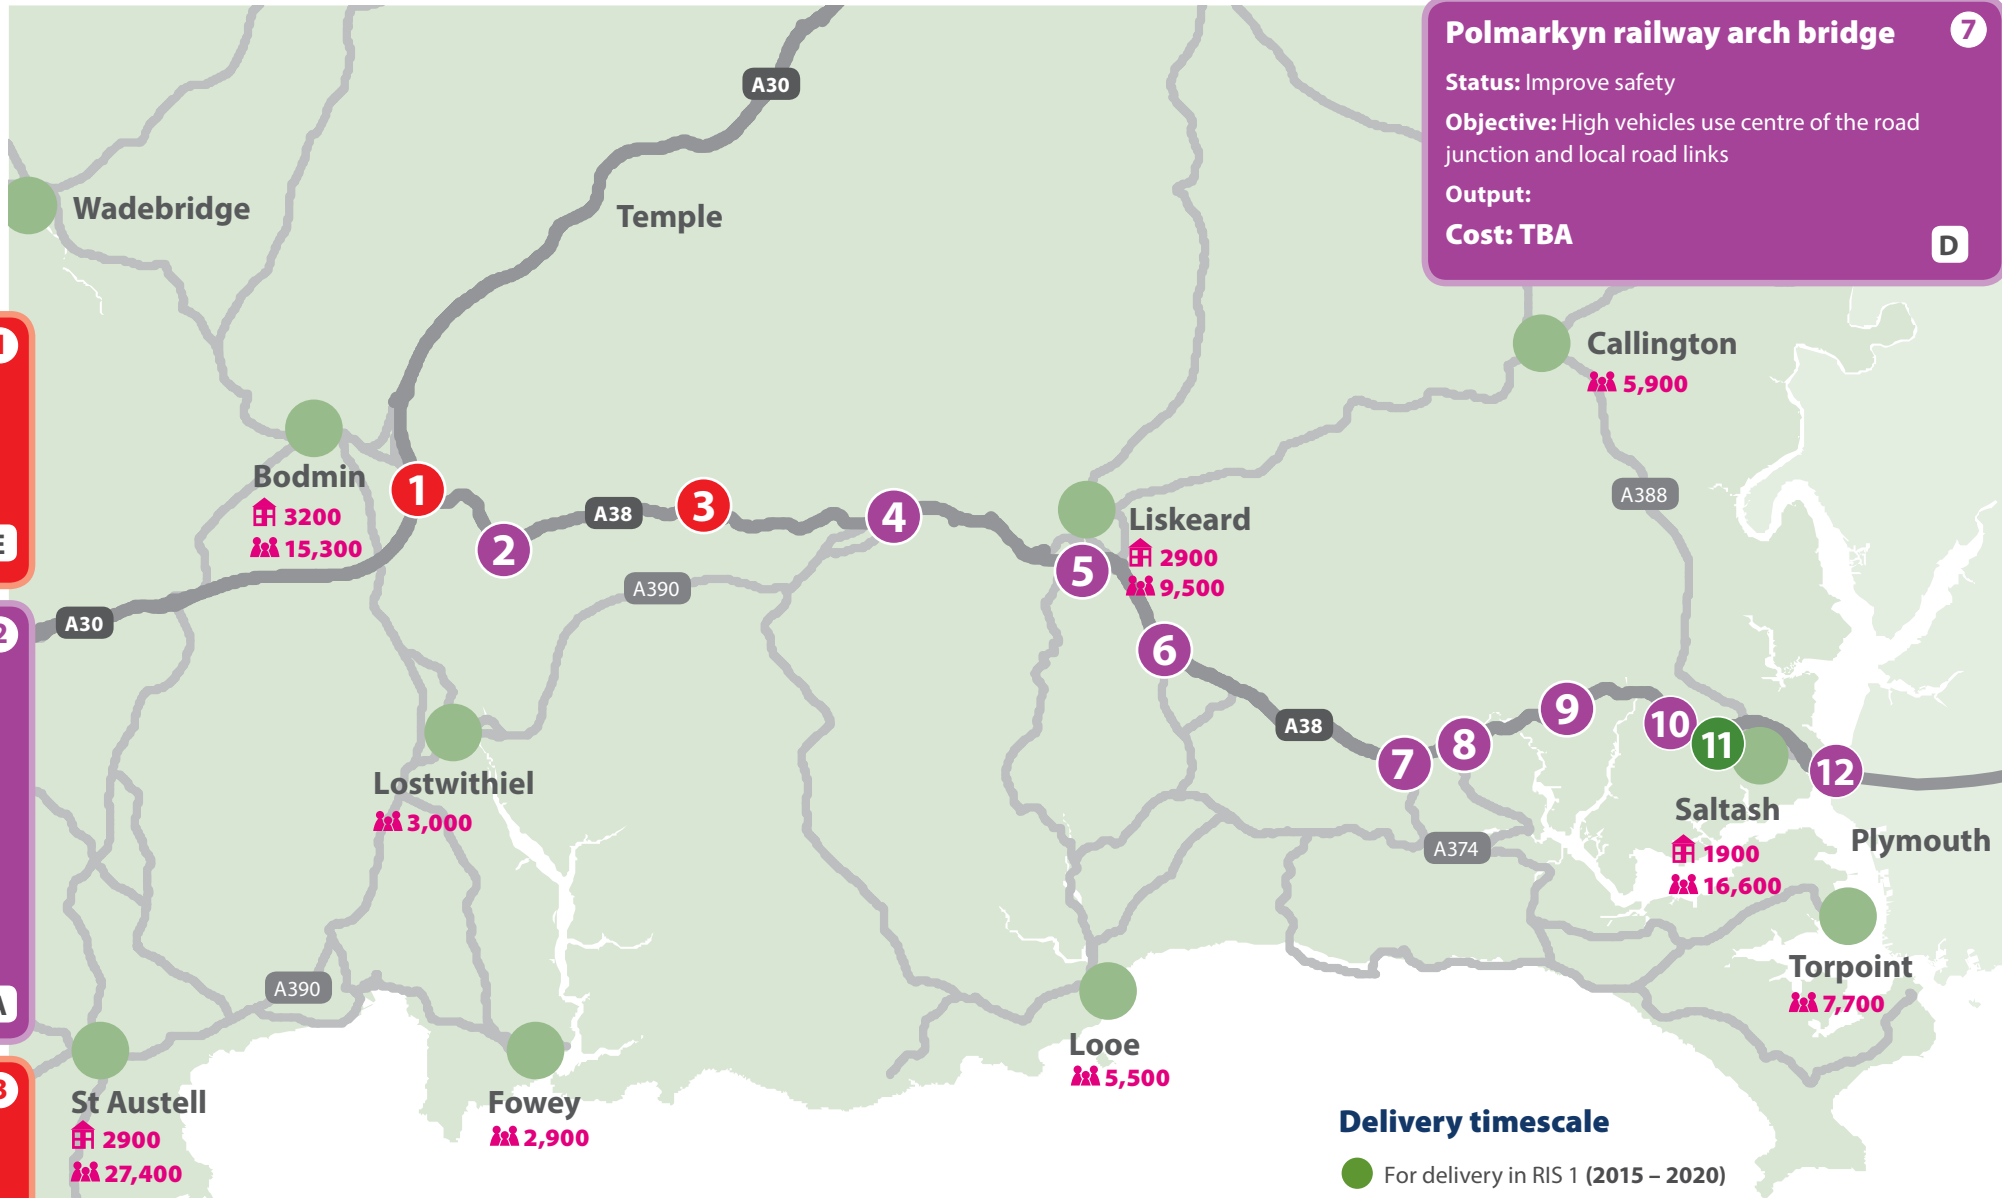 Polmarkyn railway arch bridge
7
Status: Improve safety
Objective: High vehicles use centre of the road
junction and local road links
Output:
Cost: TBA
D
A30
Wadebridge
Temple
1
E
2
A
3
Callington
5,900
Bodmin
3200
15,300
1
2
A38
3
4
Liskeard
2900
9,500
5
6
A388
A390
A30
A38
7
8
9
10
11
12
Lostwithiel
3,000
Saltash
1900
16,600
Plymouth
A374
Torpoint
7,700
A390
Looe
5,500
St Austell
2900
27,400
Fowey
2,900
Delivery timescale
For delivery in RIS 1 (2015 – 2020)